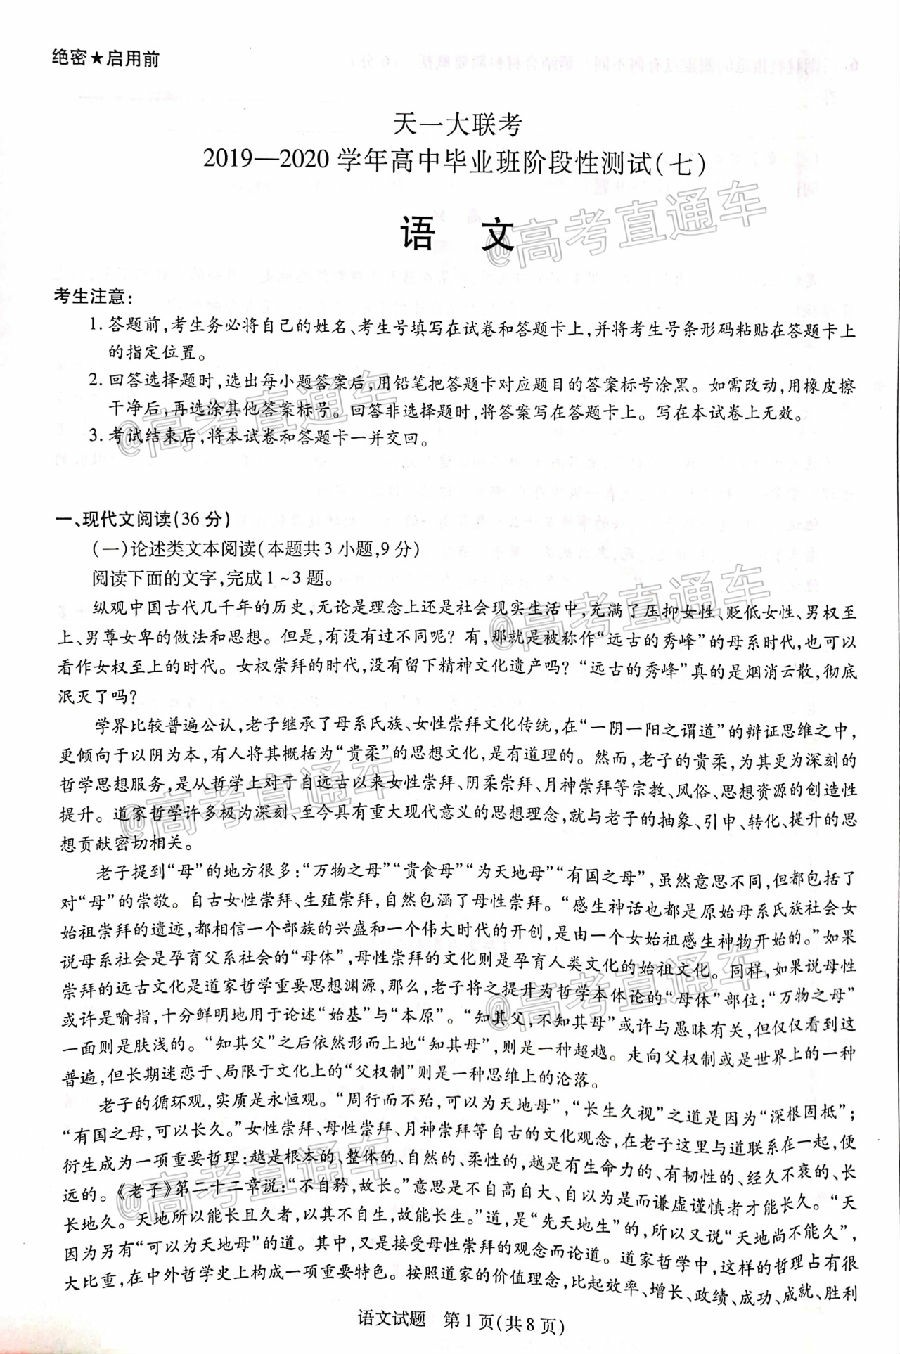 绝密★启用前
天一大联考
2019—2020学年高中毕业班阶段性测试(七)
语 文
@高考直通车
考生注意:
1. 答题前,考生务必将自己的姓名、考生号填写在试卷和答题卡上,并将考生号条形码粘贴在答题卡上
的指定位置。
2. 回答选择题时,选出每小题答案后,用铅笔把答题卡对应题目的答案标号涂黑。如需改动,用橡皮擦
干净后,再选涂其他答案标号。回答非选择题时,将答案写在答题卡上。写在本试卷上无效。
@高考直通车
3. 考试结束后,将本试卷和答题卡一并交回。
一、现代文阅读(36分)
(一)论述类文本阅读(本题共3小题,9分)
阅读下面的文字,完成1~3题。
@高考直通车
纵观中国古代几千年的历史,无论是理念上还是社会现实生活中,充满了压抑女性、贬低女性、男权至
上、男尊女卑的做法和思想。但是,有没有过不同呢?有,那就是被称作“远古的秀峰”的母系时代,也可以
看作女权至上的时代。女权崇拜的时代,没有留下精神文化遗产吗?“远古的秀峰”真的是烟消云散,彻底
泯灭了吗?
学界比较普遍公认,老子继承了母系氏族、女性崇拜文化传统,在“一阴一阳之谓道”的辩证思维之中,
更倾向于以阴为本,有人将其概括为“贵柔”的思想文化,是有道理的。然而,老子的贵柔,为其更为深刻的
哲学思想服务,是从哲学上对于自远古以来女性崇拜、阴柔崇拜、月神崇拜等宗教、风俗、思想资源的创造性
@高考直通车
提升。道家哲学许多极为深刻、至今具有重大现代意义的思想理念,就与老子的抽象、引申、转化、提升的思
想贡献密切相关。
老子提到“母”的地方很多:“万物之母”“贵食母”“为天地母”“有国之母”,虽然意思不同,但都包括了
对“母”的崇敬。自古女性崇拜、生殖崇拜,自然包涵了母性崇拜。“感生神话也都是原始母系氏族社会女
始祖崇拜的遗迹,都相信一个部族的兴盛和一个伟大时代的开创,是由一个女始祖感生神物开始的。”如果
说母系社会是孕育父系社会的“母体”,母性崇拜的文化则是孕育人类文化的始祖文化。同样,如果说母性
崇拜的远古文化是道家哲学重要思想渊源,那么,老子将之提升为哲学本体论的“母体”部位:“万物之母”
@高考直通车
或许是喻指,十分鲜明地用于论述“始基”与“本原”。“知其父,不知其母”或许与愚昧有关,但仅仅看到这
一面则是肤浅的。“知其父”之后依然形而上地“知其母”,则是一种超越。走向父权制或是世界上的一种
普遍,但长期迷恋于、局限于文化上的“父权制”则是一种思维上的沦落。
老子的循环观,实质是永恒观。“周行而不殆,可以为天地母”,“长生久视”之道是因为“深根固柢”;
“有国之母,可以长久。”女性崇拜、母性崇拜、月神崇拜等自古的文化观念,在老子这里与道联系在一起,便
衍生成为一项重要哲理:越是根本的、整体的、自然的、柔性的,越是有生命力的、有韧性的、经久不衰的、长
远的。《老子》第二十二章说:“不自矜,故长。”意思是不自高自大、自以为是而谦虚谨慎者才能长久。“天
@高考直通车
长地久。天地所以能长且久者,以其不自生,故能长生。”道,是“先天地生”的,所以又说“天地尚不能久”,
因为另有“可以为天地母”的道。其中,又是接受母性崇拜的观念而论道。道家哲学中,这样的哲理占有很
大比重,在中外哲学史上构成一项重要特色。按照道家的价值理念,比起效率、增长、政绩、成功、成就、胜利
语文试题 第1页(共8页)